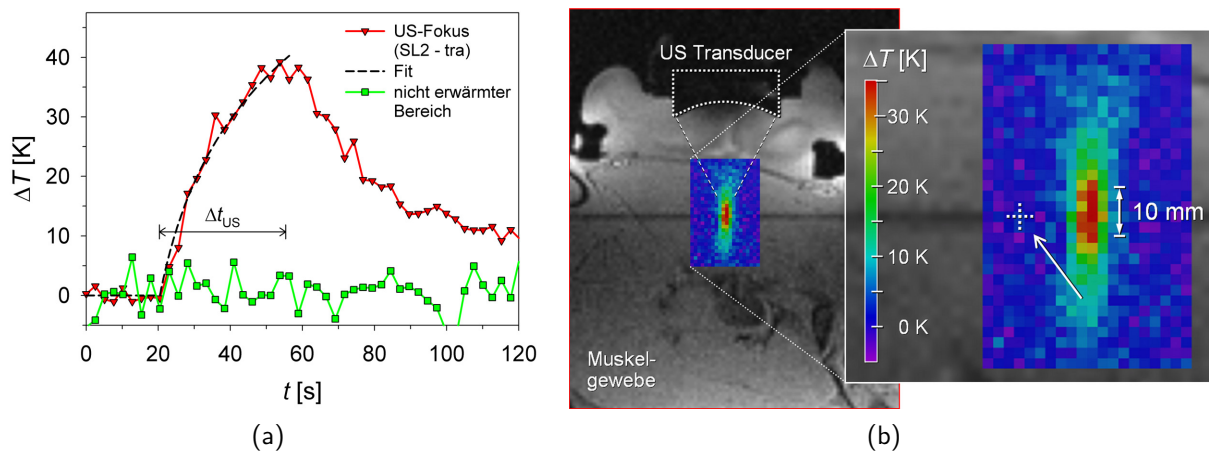 ΔT [K]
40
30
20
10
0
0 20 40 60 80 100 120
t [s]
US-Fokus
(SL2 - tra)
Fit
nicht erwärmter
Bereich
Δt_US
(a)
US Transducer
Muskel-
gewebe
ΔT [K]
30 K
20 K
10 K
0 K
10 mm
(b)